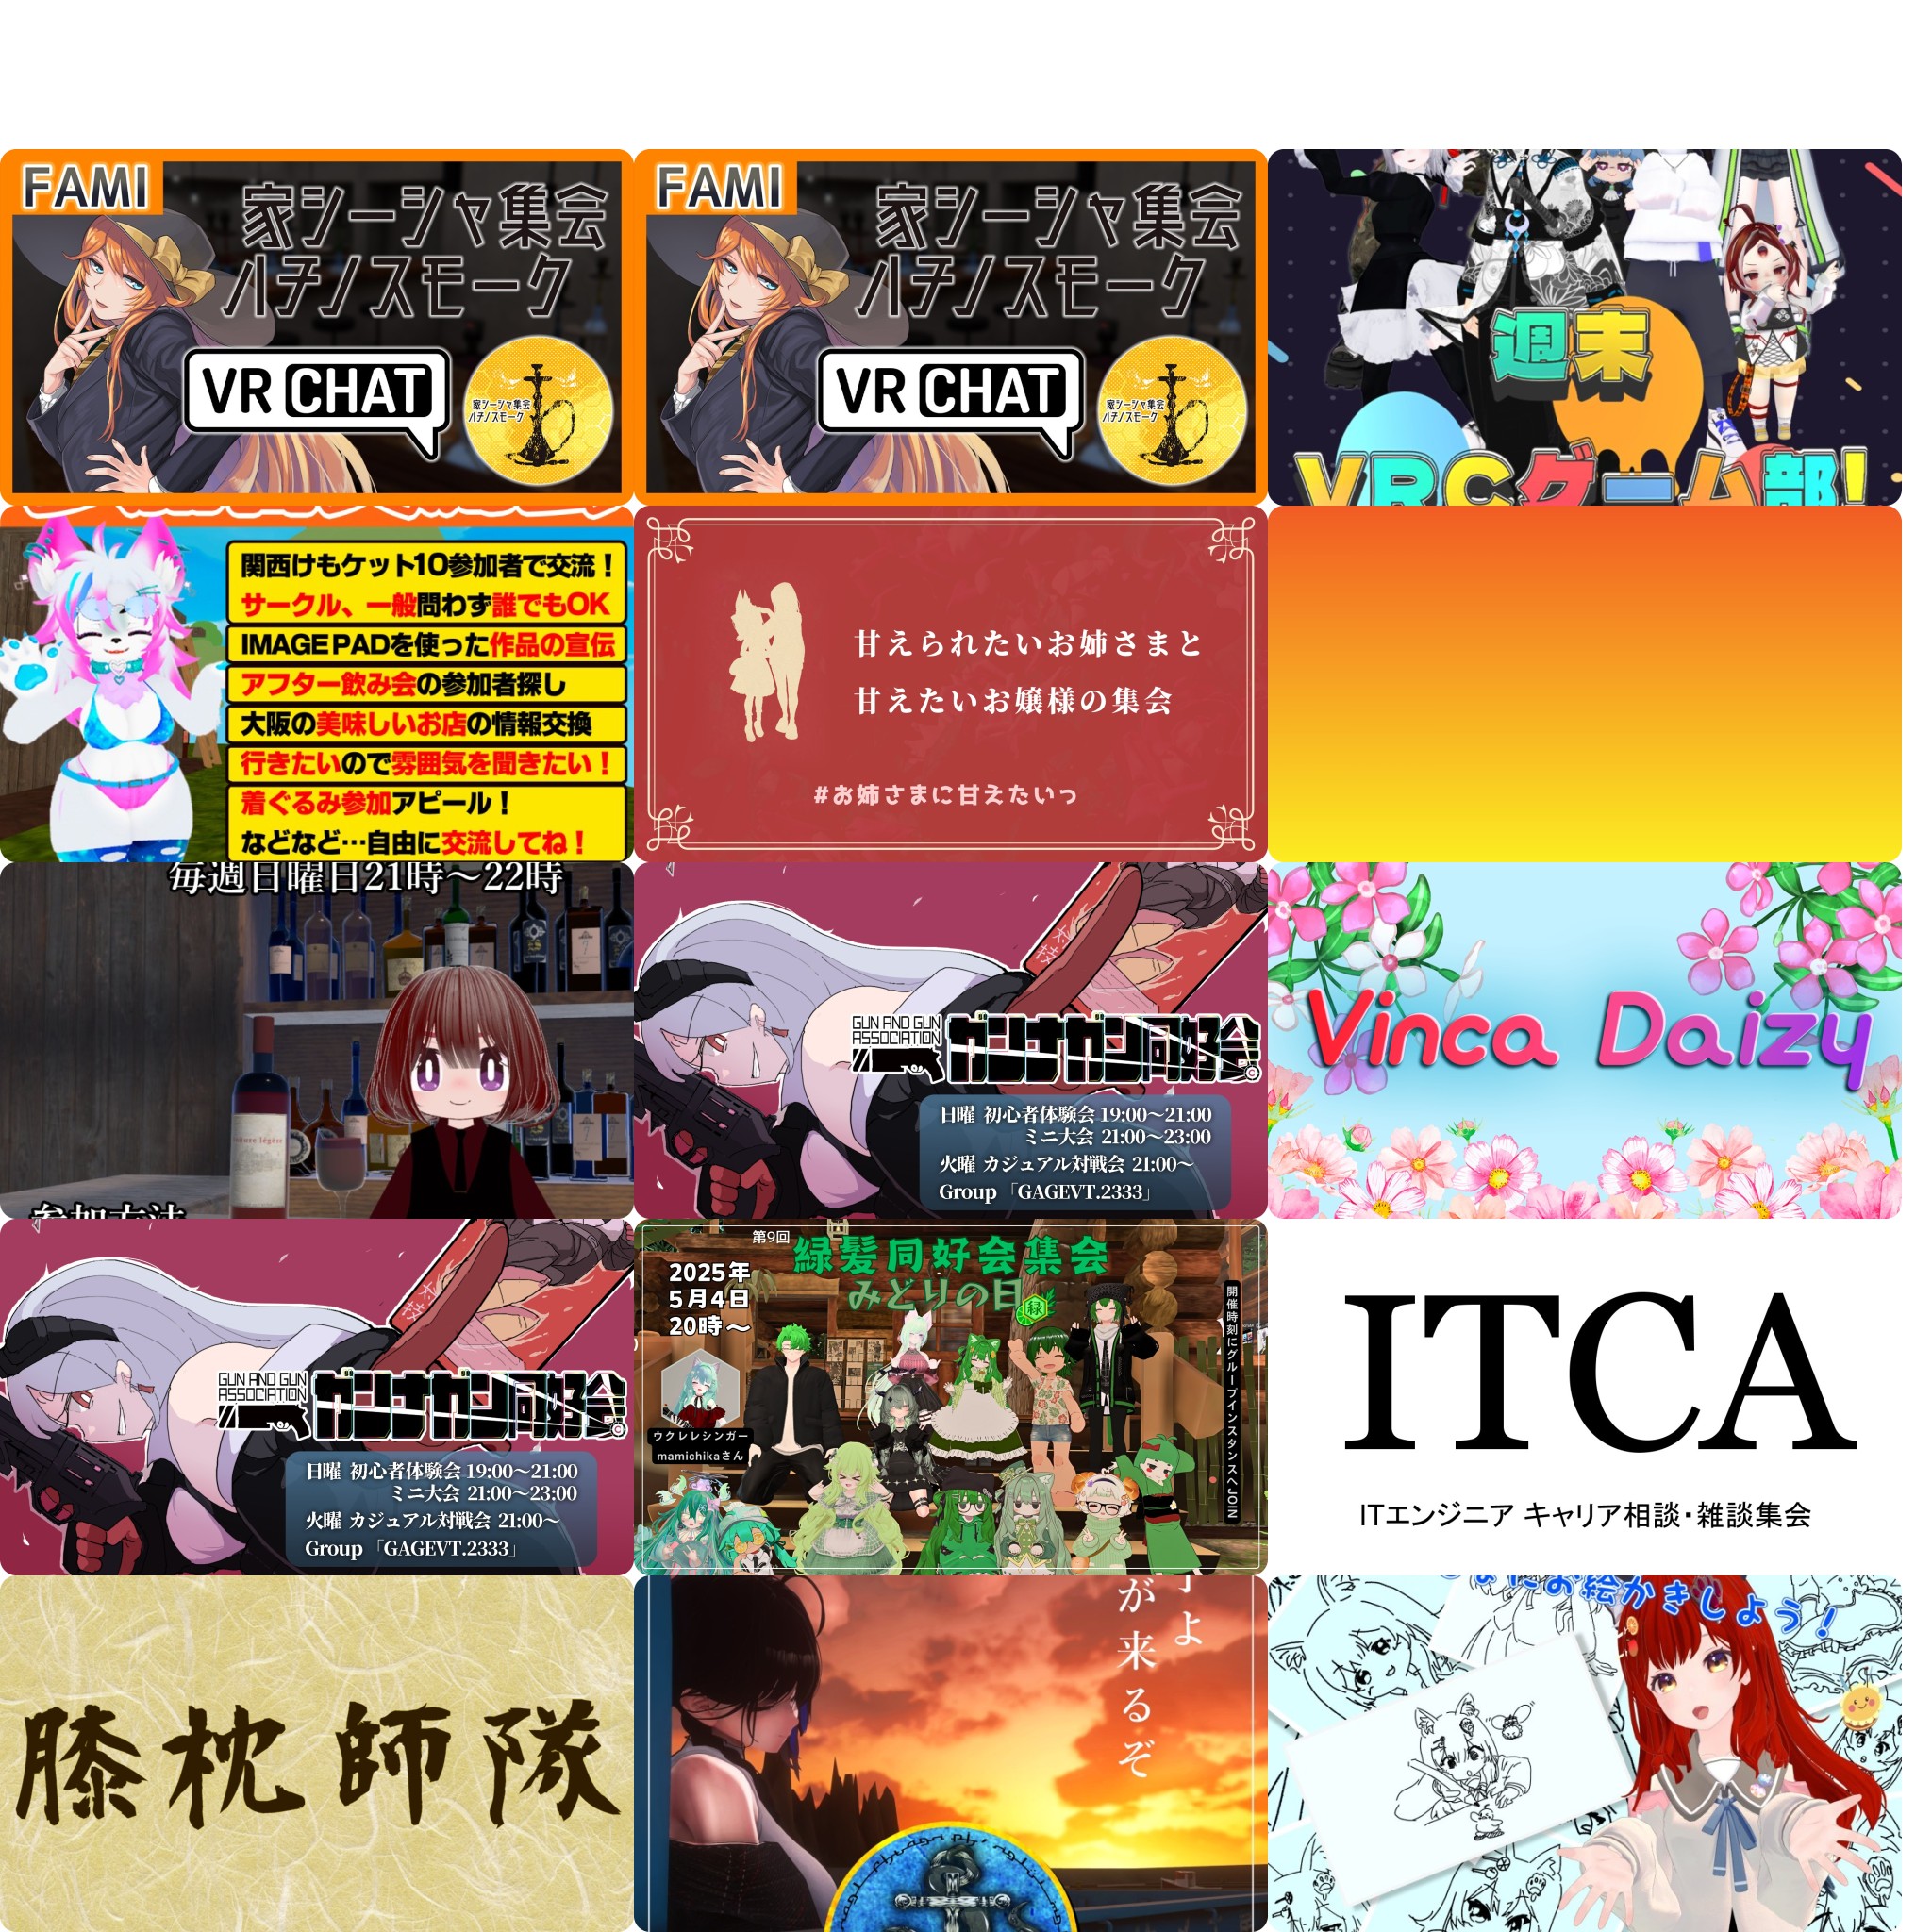 FAMI
家シーシャ集会
ハチノスモーク
VR CHAT
家シーシャ集会
ハチノスモーク
FAMI
家シーシャ集会
ハチノスモーク
VR CHAT
家シーシャ集会
ハチノスモーク
週末
VRCゲーム部!
関西けもケット10参加者で交流！
サークル、一般問わず誰でもOK
IMAGE PADを使った作品の宣伝
アフター飲み会の参加者探し
大阪の美味しいお店の情報交換
行きたいので雰囲気を聞きたい！
着ぐるみ参加アピール！
などなど…自由に交流してね！
甘えられたいお姉さまと
甘えたいお嬢様の集会
#お姉さまに甘えたいっ
毎週日曜日21時〜22時
参加方法
GUN AND GUN
ASSOCIATION
ガンナガン同好会
日曜 初心者体験会 19:00〜21:00
ミニ大会 21:00〜23:00
火曜 カジュアル対戦会 21:00〜
Group 「GAGEVT.2333」
Vinca Daizy
GUN AND GUN
ASSOCIATION
ガンナガン同好会
日曜 初心者体験会 19:00〜21:00
ミニ大会 21:00〜23:00
火曜 カジュアル対戦会 21:00〜
Group 「GAGEVT.2333」
第9回
緑髪同好会集会
みどりの日
緑
2025年
5月4日
20時〜
ウクレレシンガー
mamichikaさん
開催時刻にグループインスタンスへJOIN
ITCA
ITエンジニア キャリア相談・雑談集会
膝枕師隊
よ
が来るぞ
お絵かきしよう！